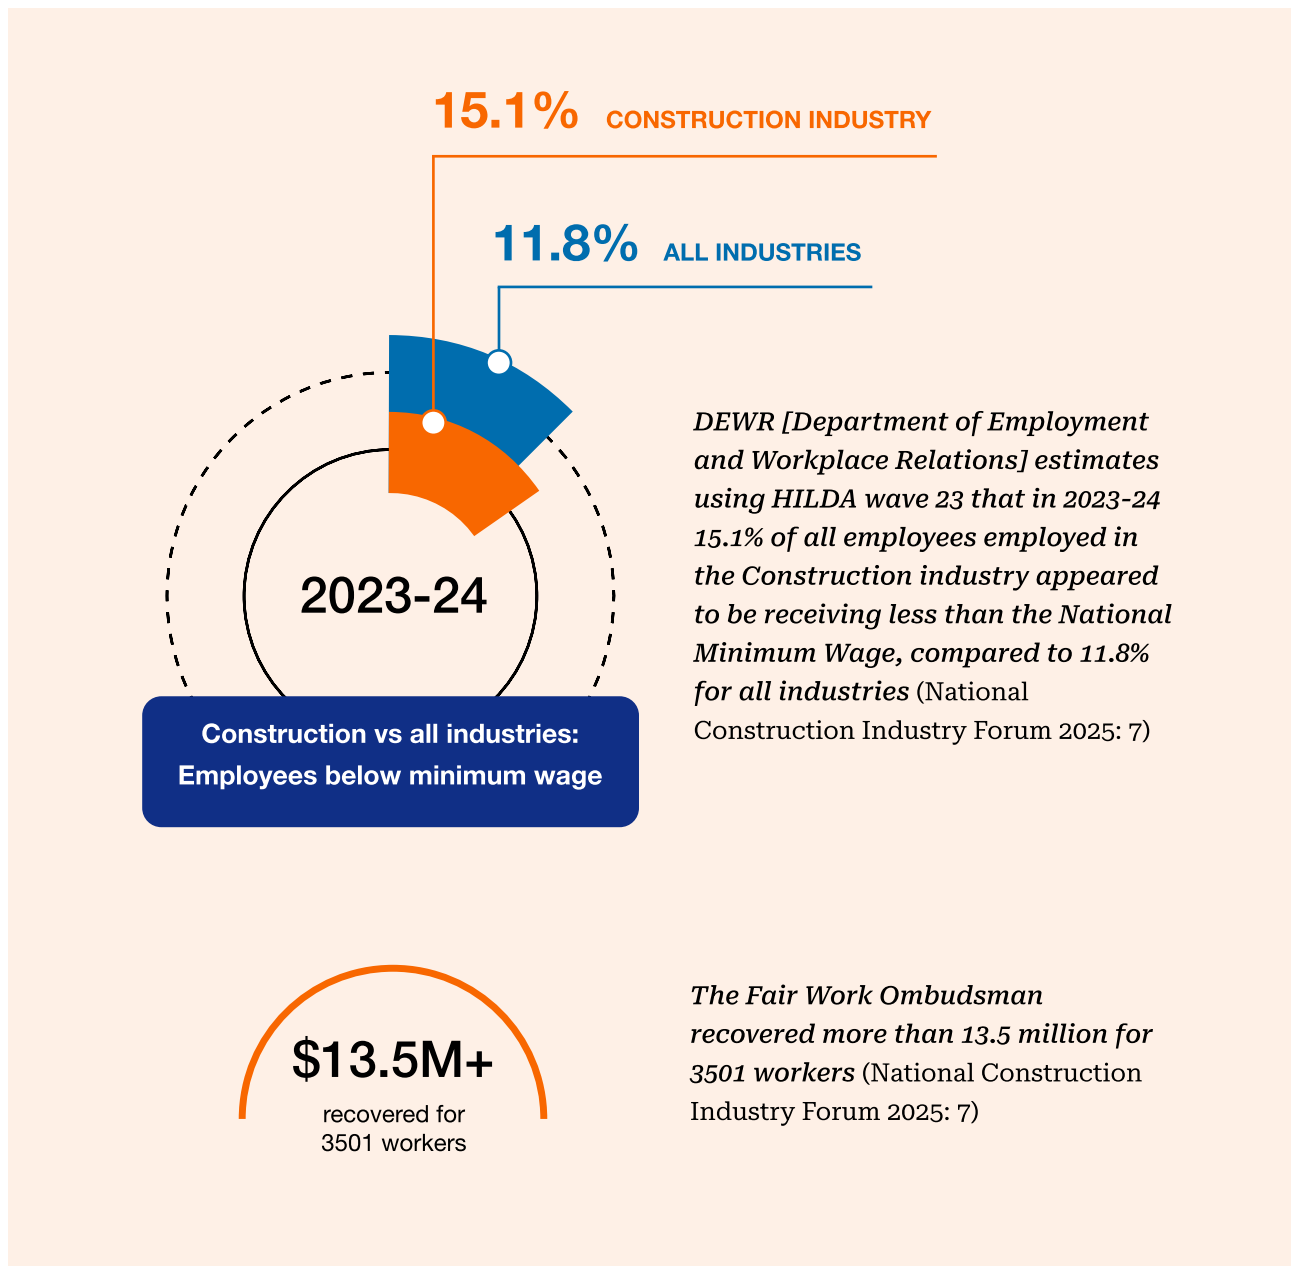 15.1% CONSTRUCTION INDUSTRY
11.8% ALL INDUSTRIES
2023-24
Construction vs all industries:
Employees below minimum wage
DEWR [Department of Employment
and Workplace Relations] estimates
using HILDA wave 23 that in 2023-24
15.1% of all employees employed in
the Construction industry appeared
to be receiving less than the National
Minimum Wage, compared to 11.8%
for all industries (National
Construction Industry Forum 2025: 7)
$13.5M+
recovered for
3501 workers
The Fair Work Ombudsman
recovered more than 13.5 million for
3501 workers (National Construction
Industry Forum 2025: 7)